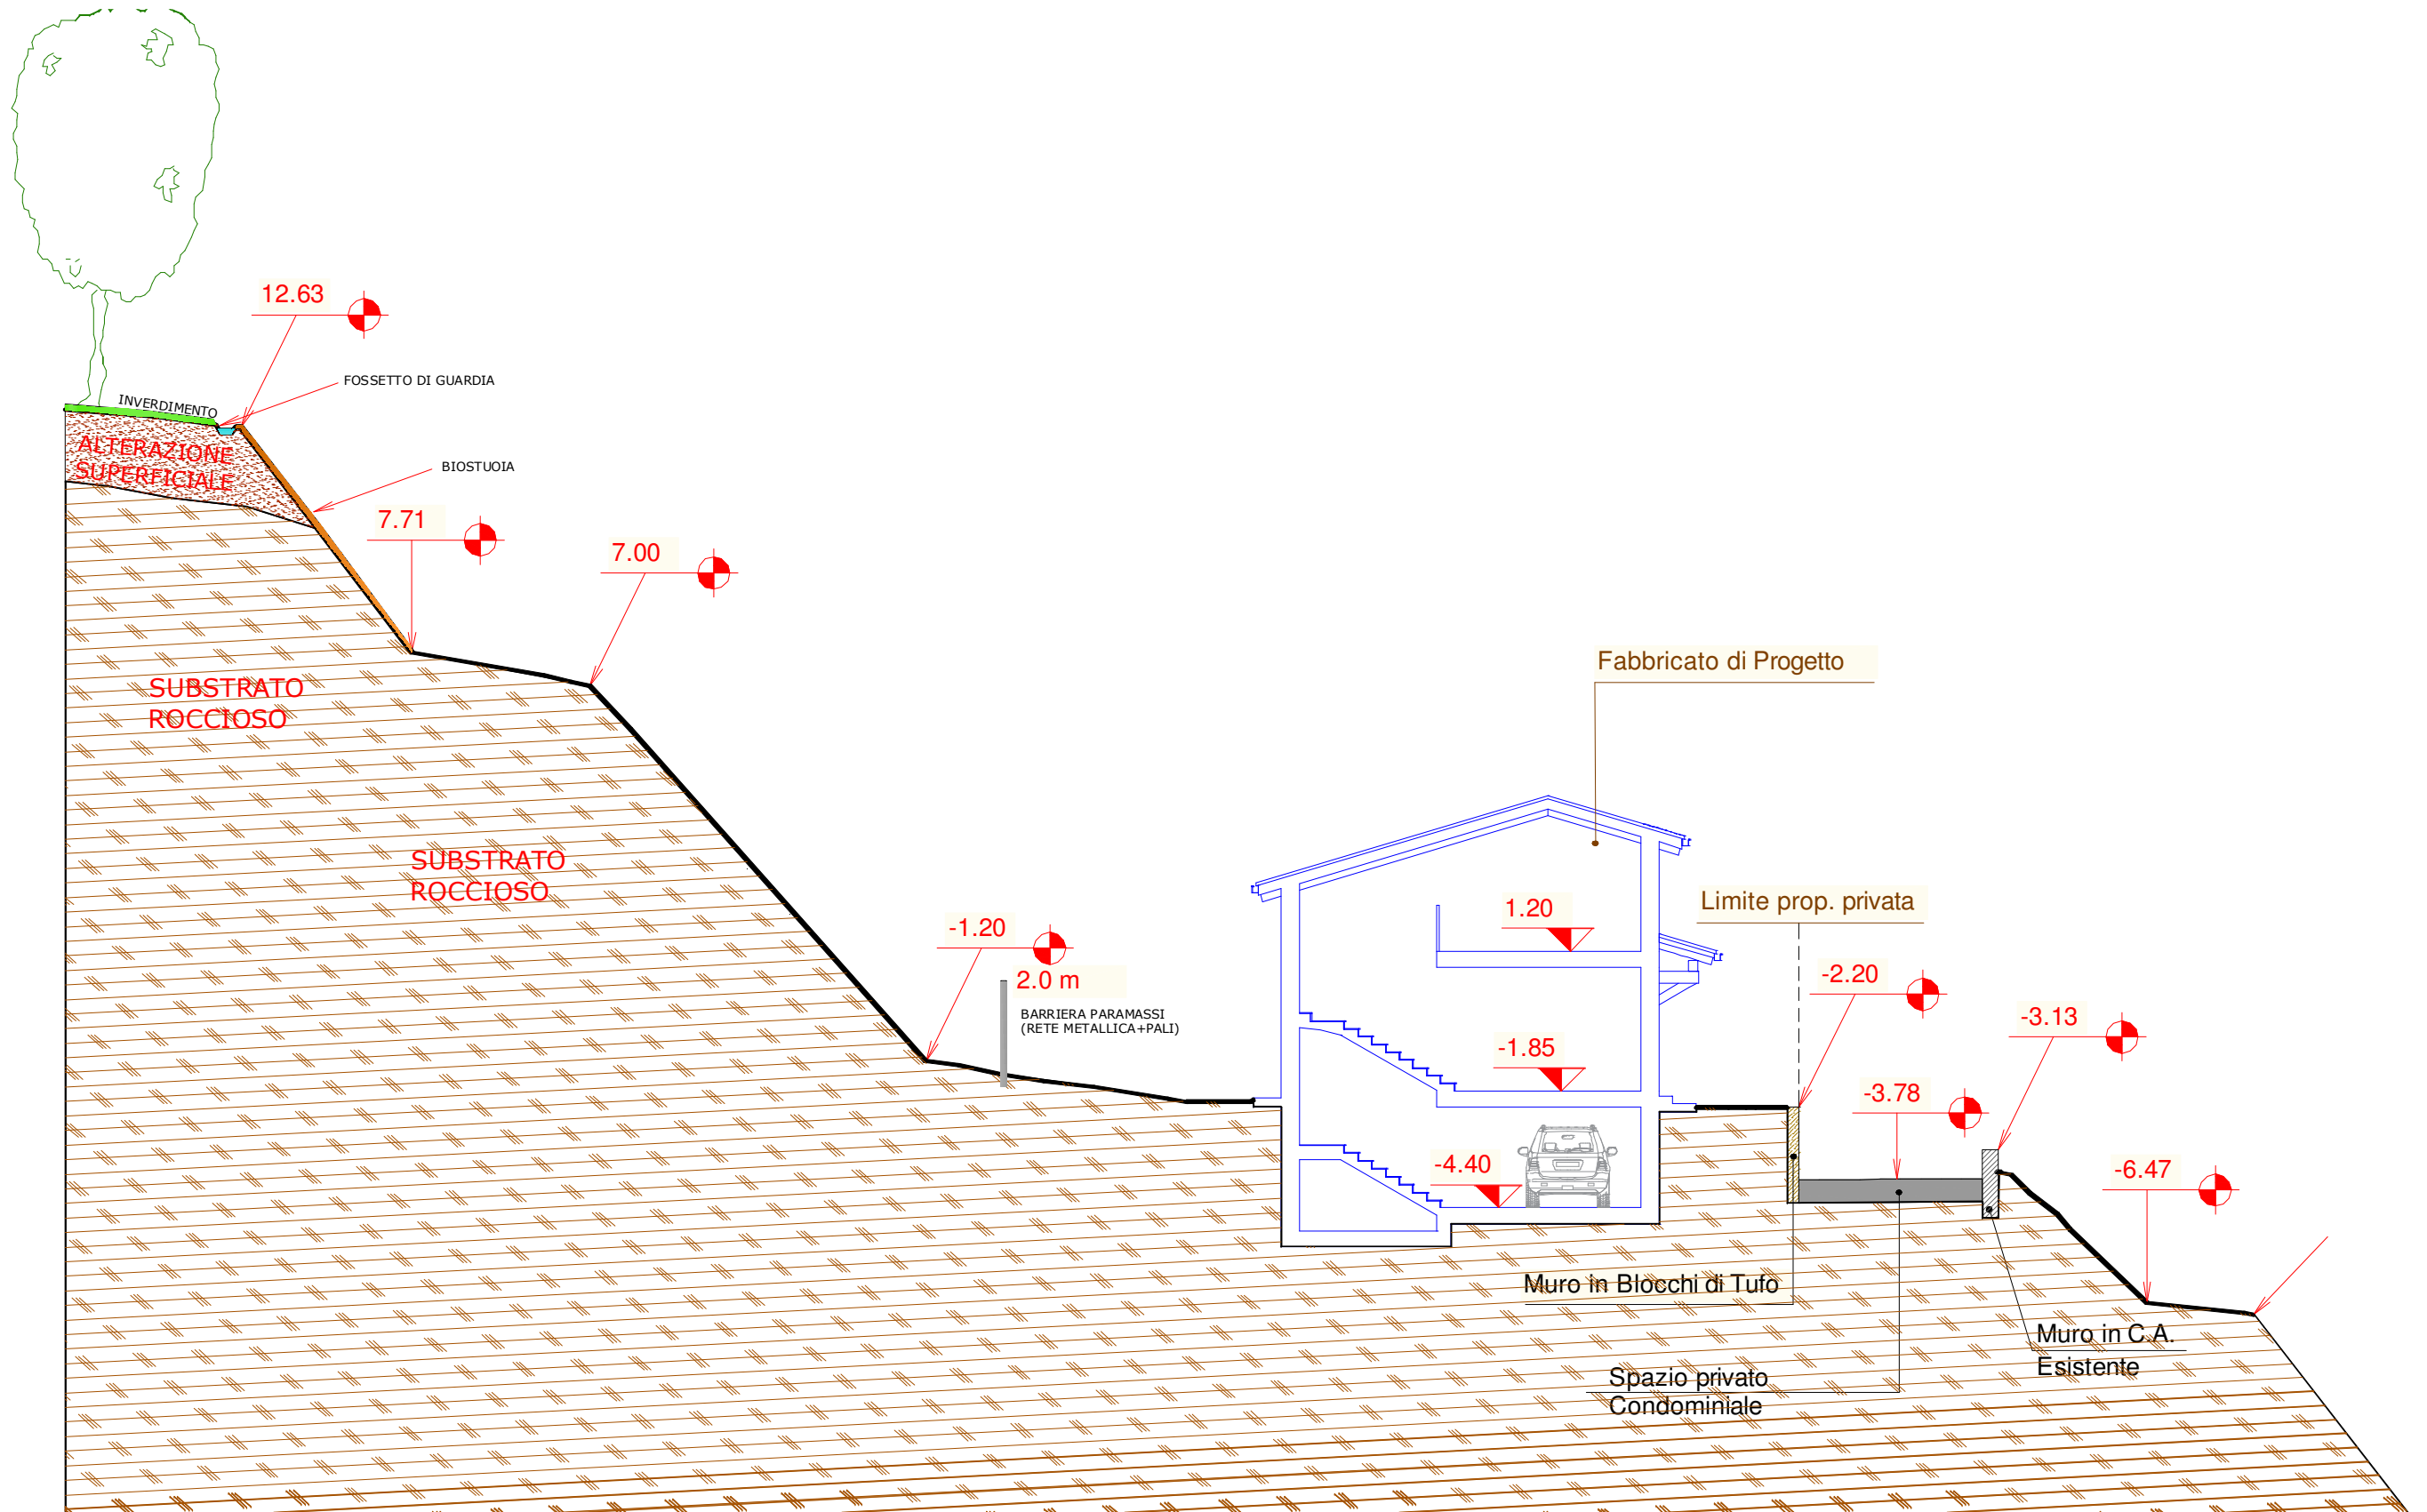 12.63
FOSSETTO DI GUARDIA
INVERDIMENTO
ALTERAZIONE
SUPERFICIALE
BIOSTUOIA
7.71
7.00
SUBSTRATO
ROCCIOSO
SUBSTRATO
ROCCIOSO
Fabbricato di Progetto
1.20
Limite prop. privata
-1.20
2.0 m
BARRIERA PARAMASSI
(RETE METALLICA+PALI)
-2.20
-3.13
-1.85
-3.78
-4.40
-6.47
Muro in Blocchi di Tufo
Muro in C.A.
Esistente
Spazio privato
Condominiale